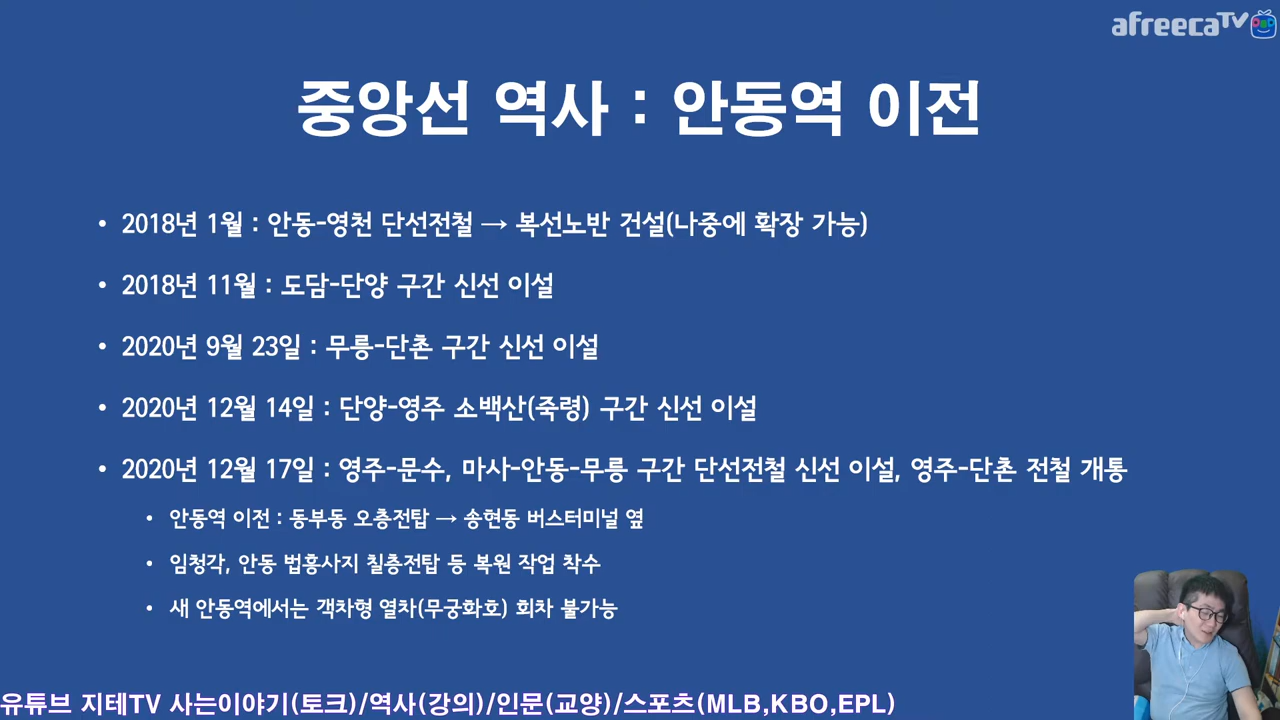 afreecaTV
중앙선 역사 : 안동역 이전
• 2018년 1월 : 안동-영천 단선전철 → 복선노반 건설(나중에 확장 가능)
• 2018년 11월 : 도담-단양 구간 신선 이설
• 2020년 9월 23일 : 무릉-단촌 구간 신선 이설
• 2020년 12월 14일 : 단양-영주 소백산(죽령) 구간 신선 이설
• 2020년 12월 17일 : 영주-문수, 마사-안동-무릉 구간 단선전철 신선 이설, 영주-단촌 전철 개통
• 안동역 이전 : 동부동 오층전탑 → 송현동 버스터미널 옆
• 임청각, 안동 법흥사지 칠층전탑 등 복원 작업 착수
• 새 안동역에서는 객차형 열차(무궁화호) 회차 불가능
유튜브 지테TV 사는이야기(토크)/역사(강의)/인문(교양)/스포츠(MLB,KBO,EPL)